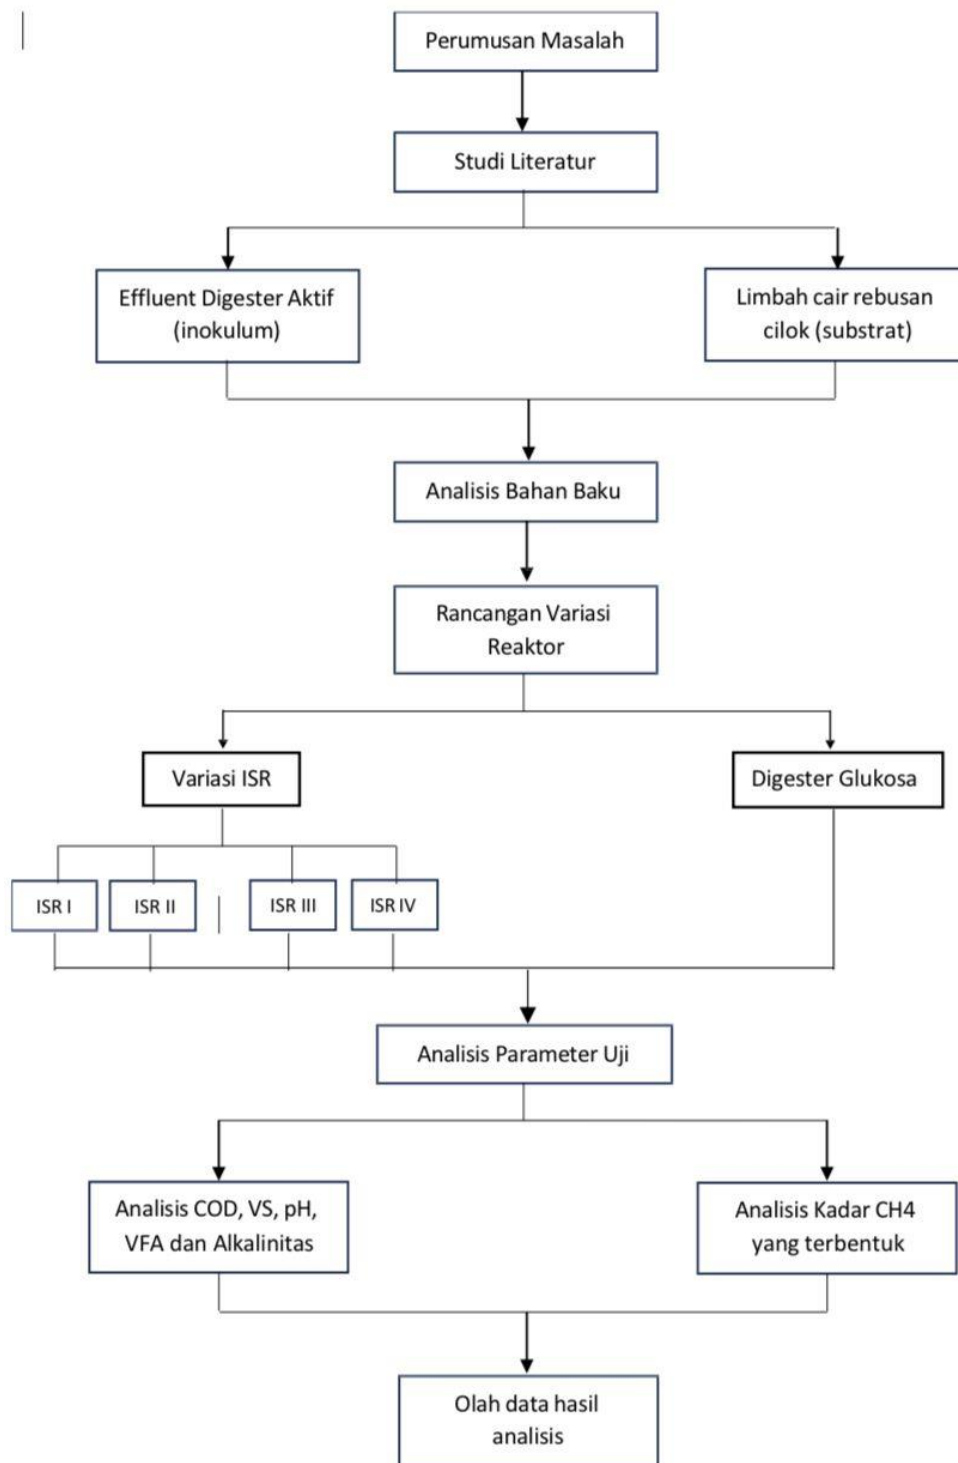 Perumusan Masalah
Studi Literatur
Effluent Digester Aktif
(inokulum)
Limbah cair rebusan
cilok (substrat)
Analisis Bahan Baku
Rancangan Variasi
Reaktor
Variasi ISR
Digester Glukosa
ISR I
ISR II
ISR III
ISR IV
Analisis Parameter Uji
Analisis COD, VS, pH,
VFA dan Alkalinitas
Analisis Kadar CH4
yang terbentuk
Olah data hasil
analisis